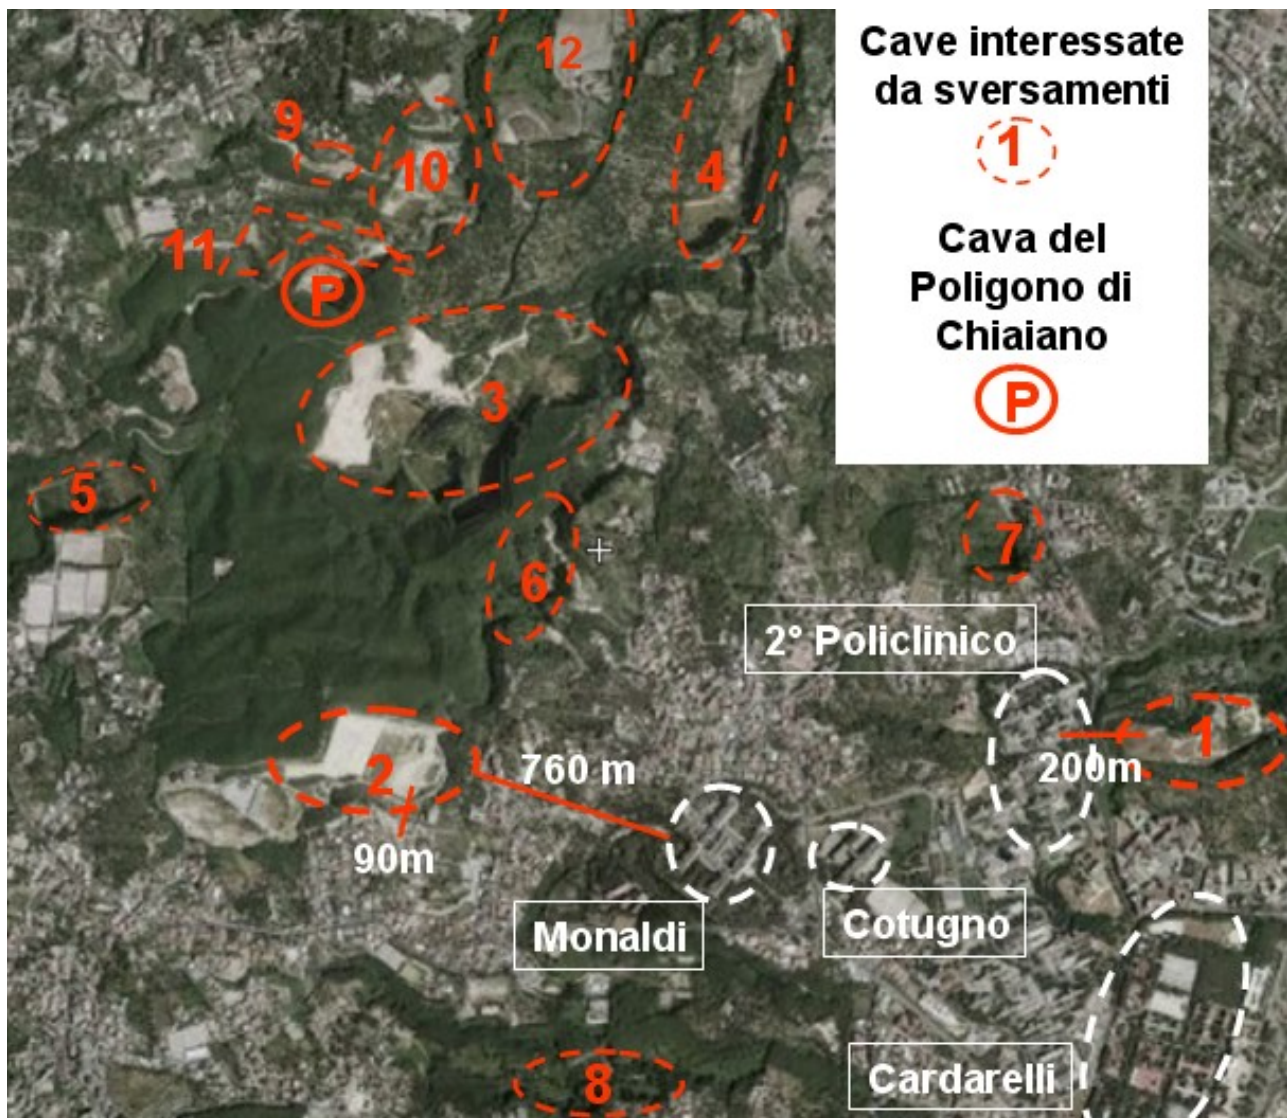 Cave interessate
da sversamenti
1
Cava del
Poligono di
Chiaiano
P
12
9
4
10
11
P
3
5
6
7
2° Policlinico
1
200m
2
760 m
90m
Monaldi
Cotugno
8
Cardarelli